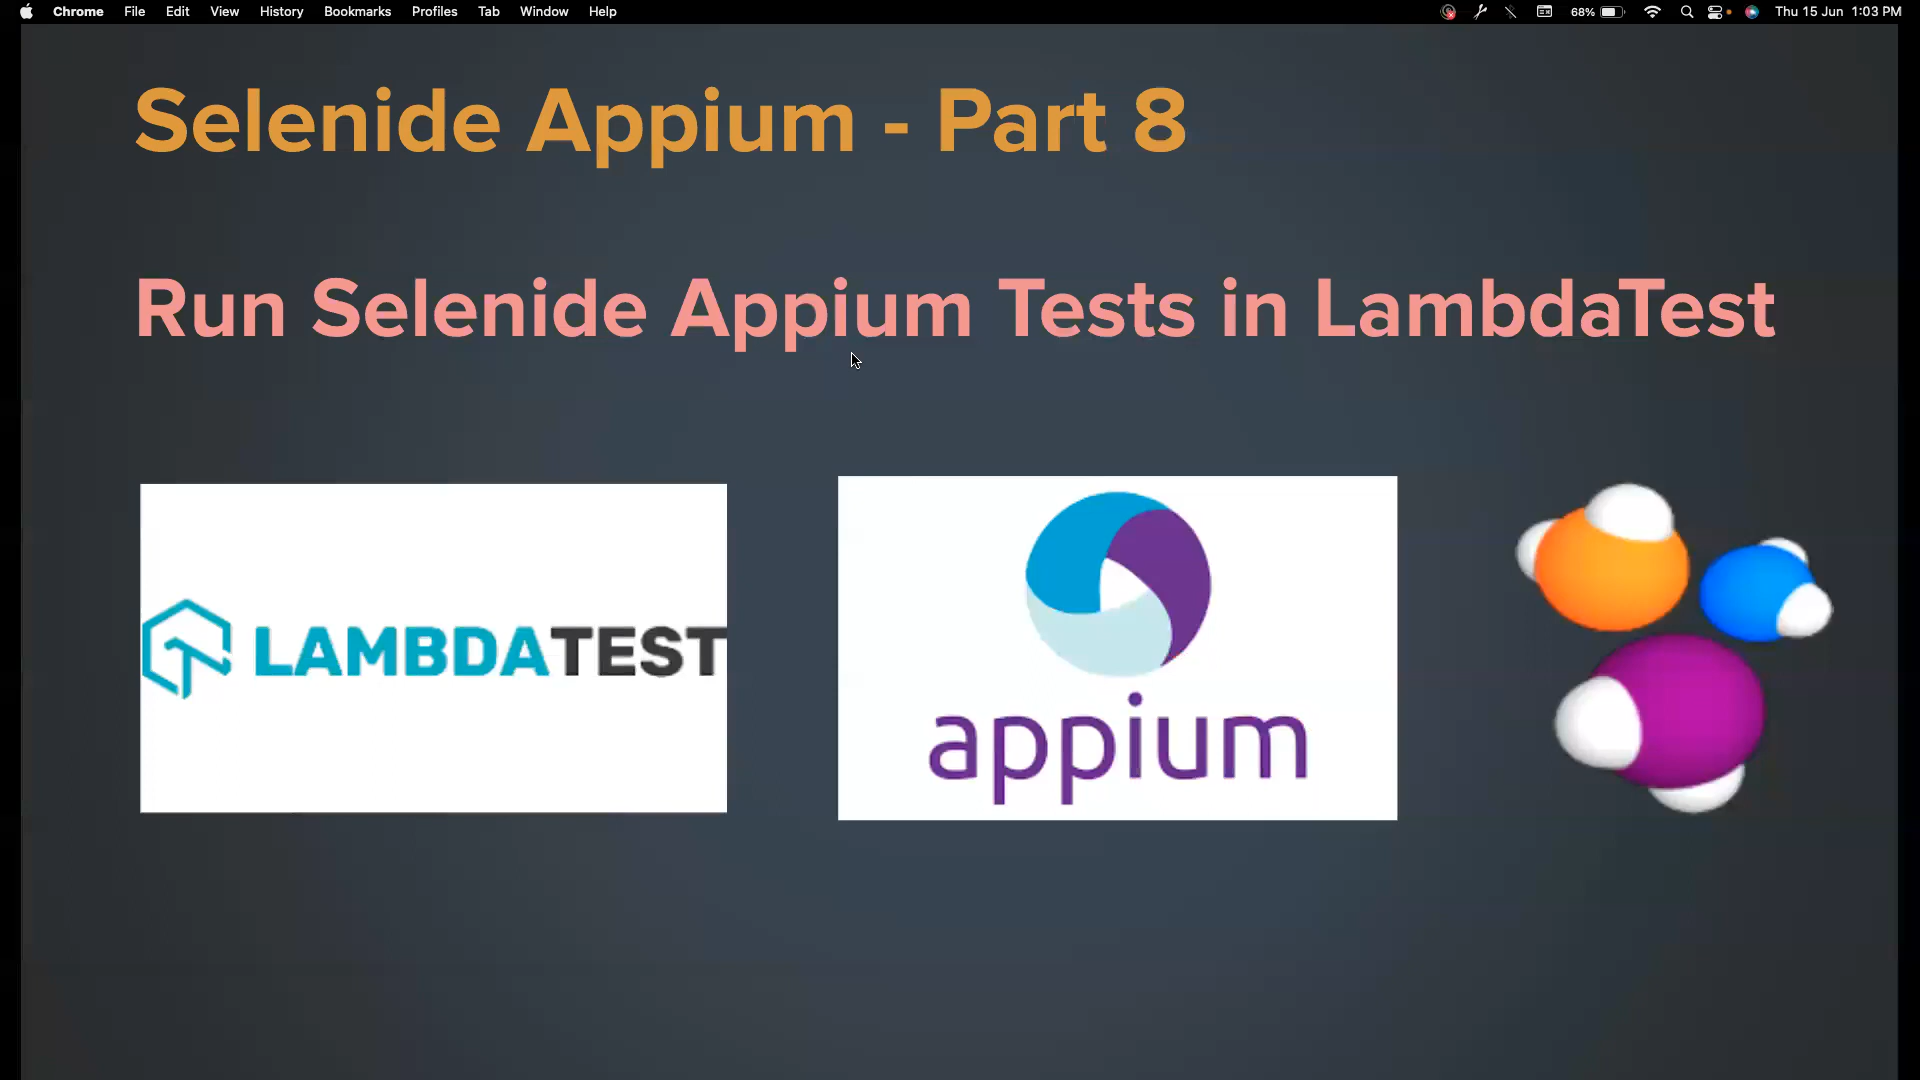 Chrome File Edit View History Bookmarks Profiles Tab Window Help 68% Thu 15 Jun 1:03 PM
Selenide Appium - Part 8
Run Selenide Appium Tests in LambdaTest
LAMBDATEST
appium